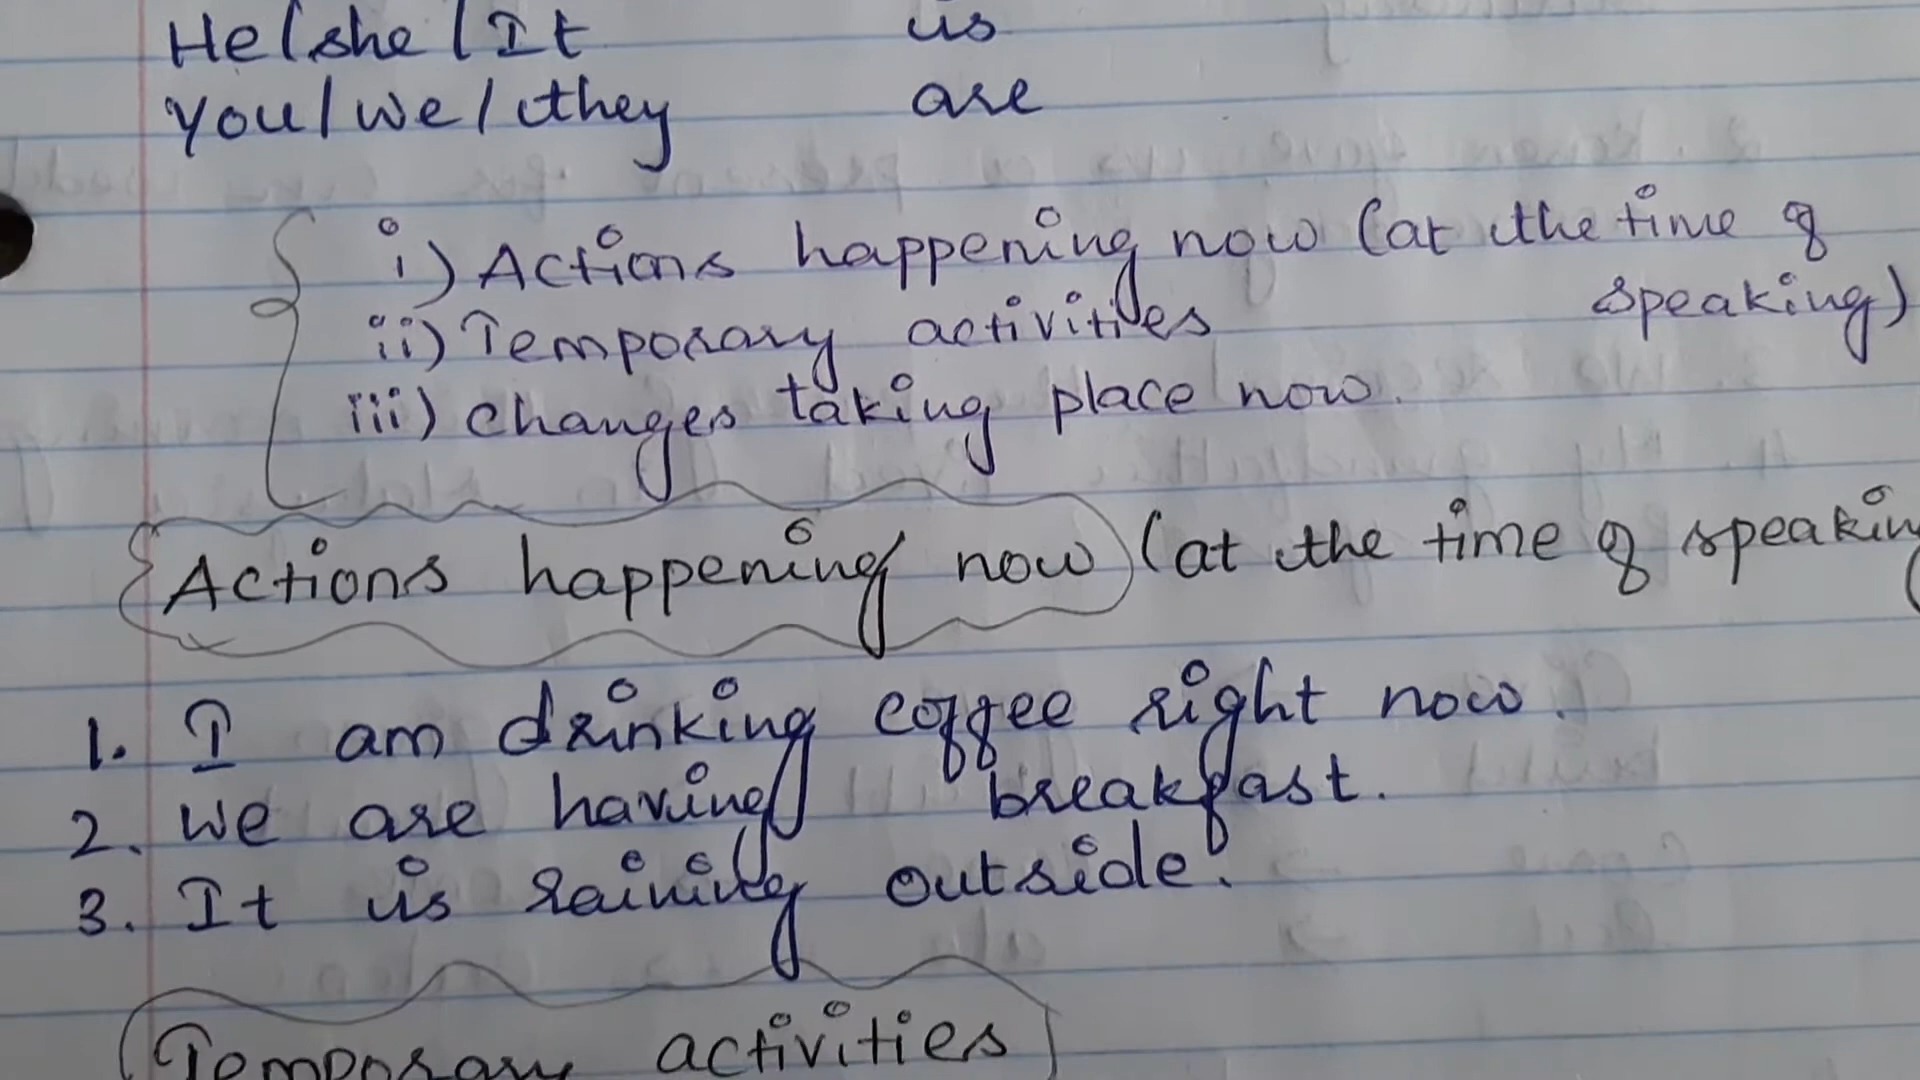 He/she/It is
You/we/they are
i) Actions happening now (at the time of
speaking)
ii) Temporary activities
iii) changes taking place now.
Actions happening now (at the time of speaking
1. I am drinking coffee right now.
2. we are having breakfast.
3. It is raining outside.
Temporary activities